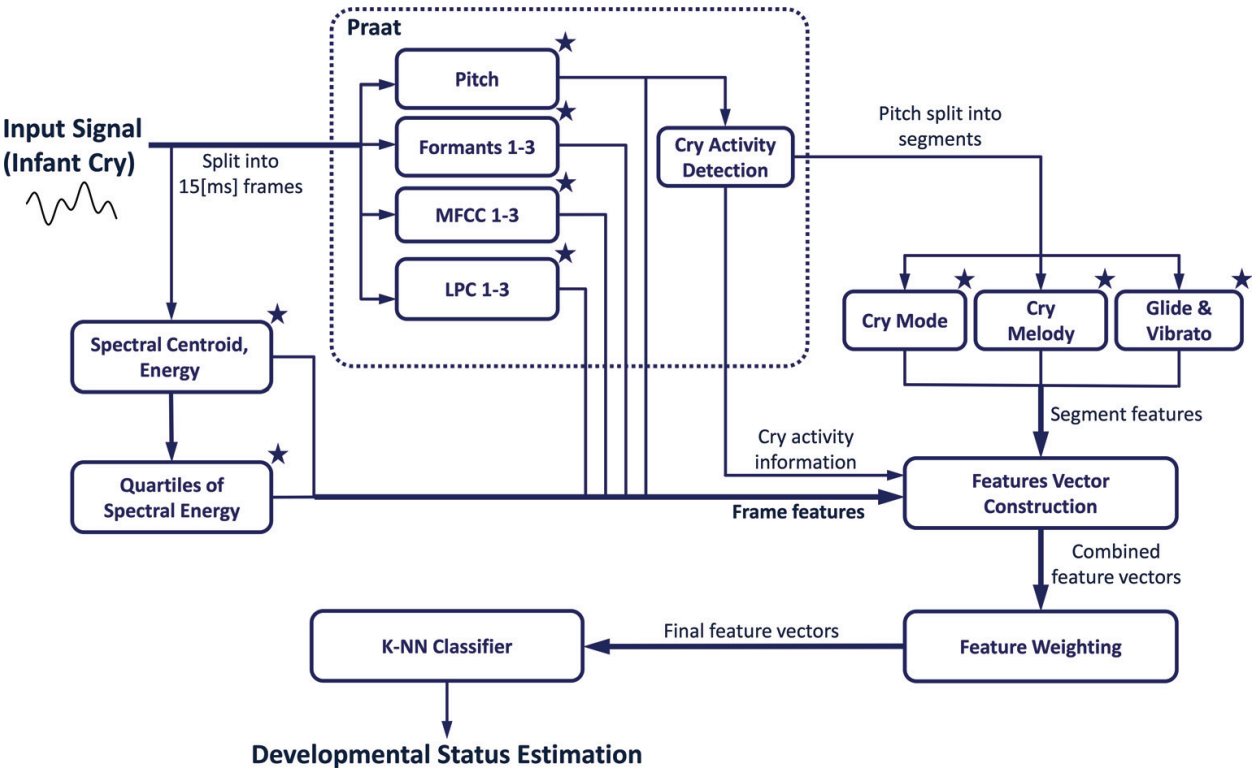 Praat
Pitch
Input Signal
(Infant Cry)
Split into
15[ms] frames
Formants 1-3
Cry Activity
Detection
Pitch split into
segments
MFCC 1-3
LPC 1-3
Cry Mode
Cry
Melody
Glide &
Vibrato
Spectral Centroid,
Energy
Segment features
Cry activity
information
Quartiles of
Spectral Energy
Features Vector
Construction
Frame features
Combined
feature vectors
K-NN Classifier
Final feature vectors
Feature Weighting
Developmental Status Estimation